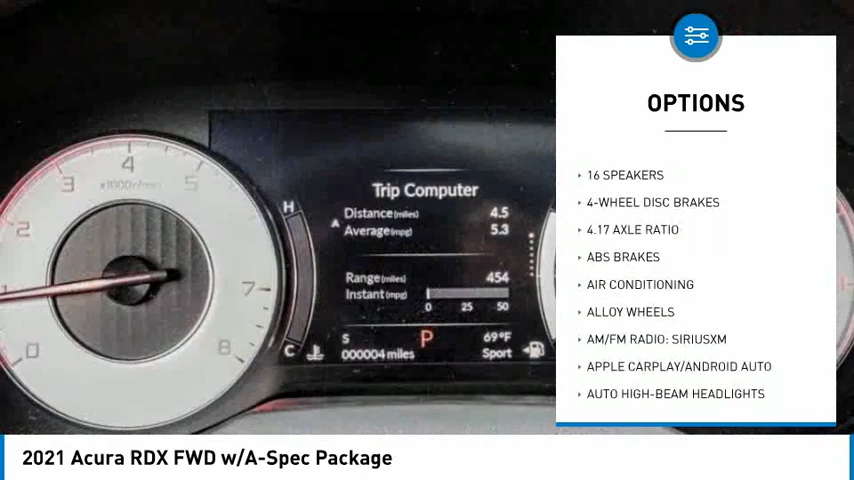 4
3
5
x1000r/min
2
1
7
0
8
H
C
Trip Computer
A
Distance(miles) 4.5
Average(mpg) 5.3
Range(miles) 454
Instant(mpg)
0 25 50
S P 69°F
000004 miles Sport
OPTIONS
16 SPEAKERS
4-WHEEL DISC BRAKES
4.17 AXLE RATIO
ABS BRAKES
AIR CONDITIONING
ALLOY WHEELS
AM/FM RADIO: SIRIUSXM
APPLE CARPLAY/ANDROID AUTO
AUTO HIGH-BEAM HEADLIGHTS
2021 Acura RDX FWD w/A-Spec Package